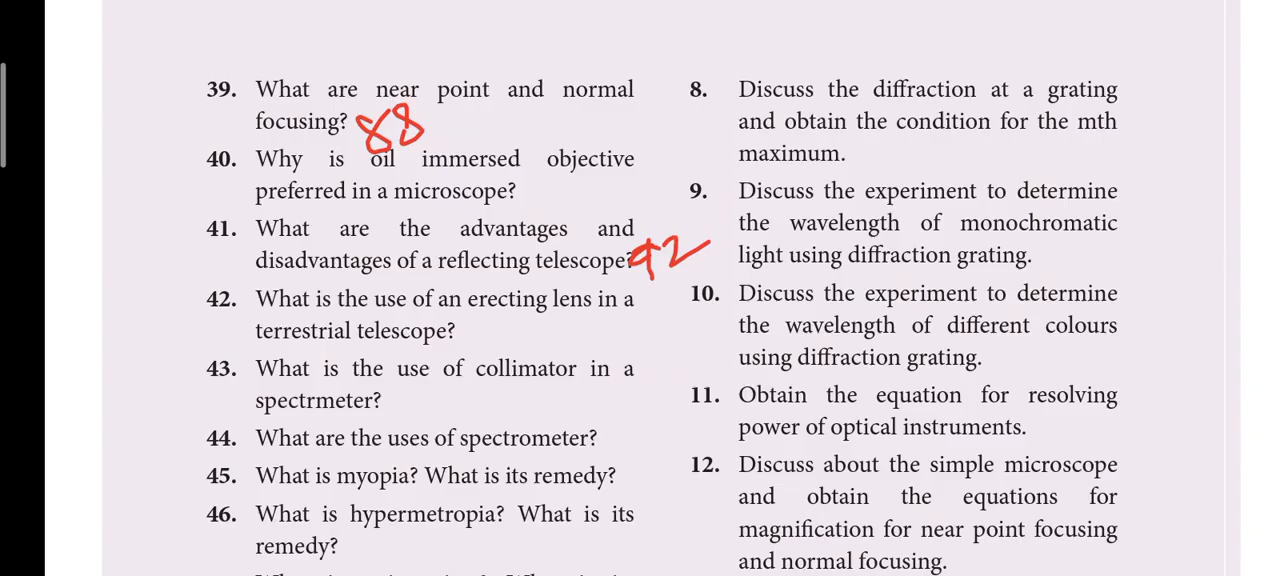 39. What are near point and normal
focusing? 88
40. Why is oil immersed objective
preferred in a microscope?
41. What are the advantages and
disadvantages of a reflecting telescope? 92
42. What is the use of an erecting lens in a
terrestrial telescope?
43. What is the use of collimator in a
spectrmeter?
44. What are the uses of spectrometer?
45. What is myopia? What is its remedy?
46. What is hypermetropia? What is its
remedy?
8. Discuss the diffraction at a grating
and obtain the condition for the mth
maximum.
9. Discuss the experiment to determine
the wavelength of monochromatic
light using diffraction grating.
10. Discuss the experiment to determine
the wavelength of different colours
using diffraction grating.
11. Obtain the equation for resolving
power of optical instruments.
12. Discuss about the simple microscope
and obtain the equations for
magnification for near point focusing
and normal focusing.